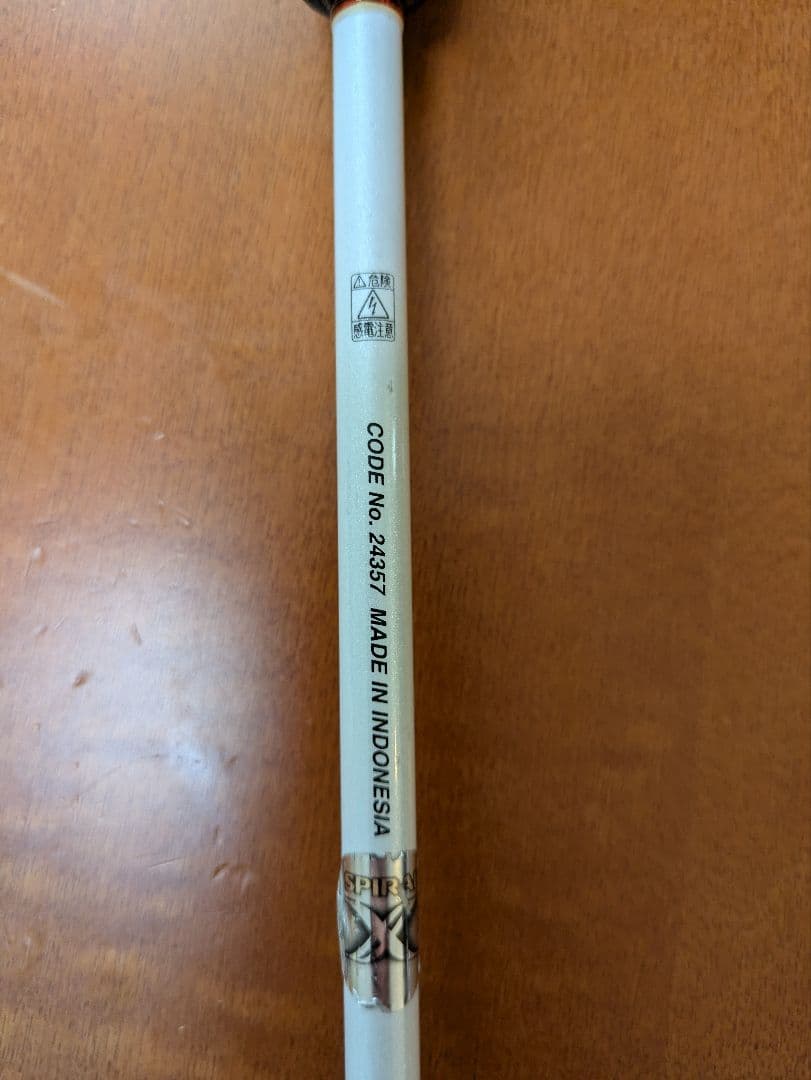 危険
感電注意
CODE No. 24357 MADE IN INDONESIA
SPIRAL